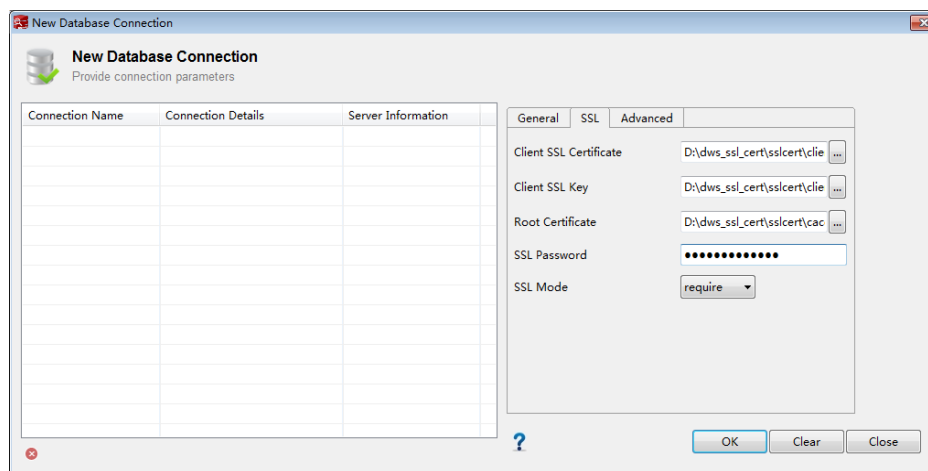 New Database Connection
New Database Connection
Provide connection parameters
Connection Name Connection Details Server Information
General SSL Advanced
Client SSL Certificate D:\dws_ssl_cert\sslcert\clie ...
Client SSL Key D:\dws_ssl_cert\sslcert\clie ...
Root Certificate D:\dws_ssl_cert\sslcert\cac ...
SSL Password •••••••••••••
SSL Mode require
? OK Clear Close